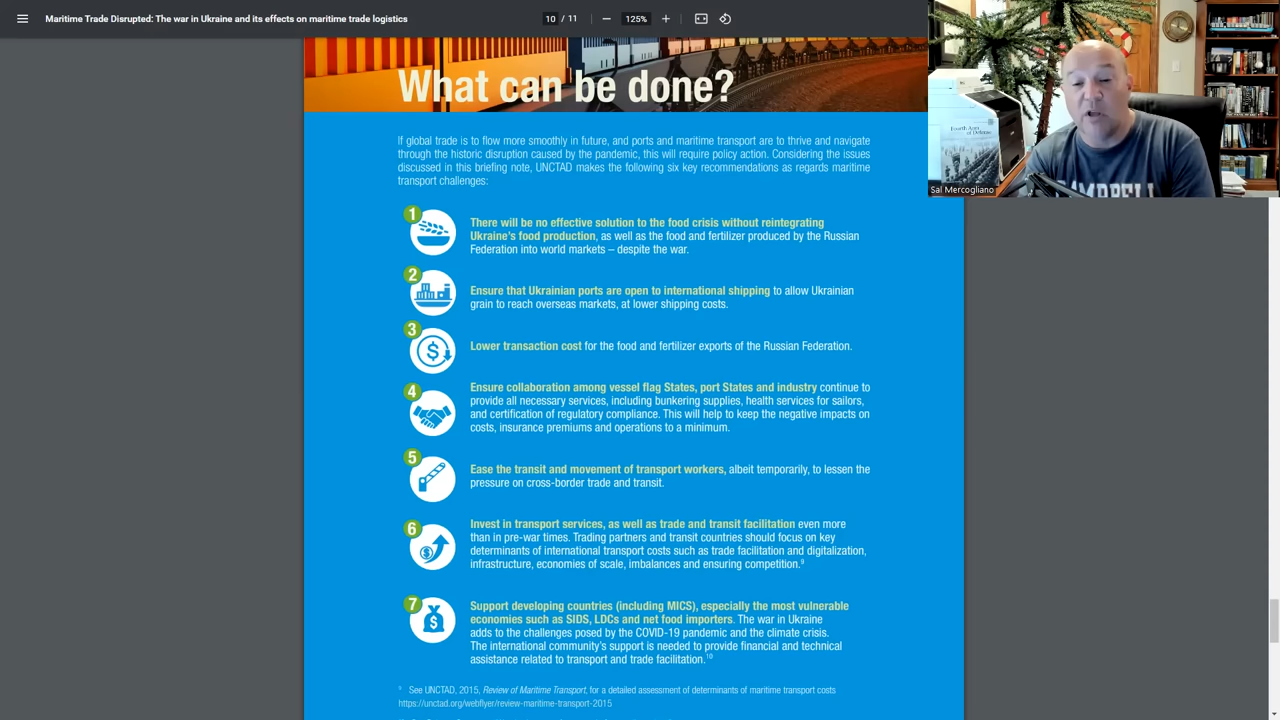 Maritime Trade Disrupted: The war in Ukraine and its effects on maritime trade logistics
10 / 11
125%
What can be done?
If global trade is to flow more smoothly in future, and ports and maritime transport are to thrive and navigate
through the historic disruption caused by the pandemic, this will require policy action. Considering the issues
discussed in this briefing note, UNCTAD makes the following six key recommendations as regards maritime
transport challenges:
1
There will be no effective solution to the food crisis without reintegrating
Ukraine's food production, as well as the food and fertilizer produced by the Russian
Federation into world markets – despite the war.
2
Ensure that Ukrainian ports are open to international shipping to allow Ukrainian
grain to reach overseas markets, at lower shipping costs.
3
Lower transaction cost for the food and fertilizer exports of the Russian Federation.
4
Ensure collaboration among vessel flag States, port States and industry continue to
provide all necessary services, including bunkering supplies, health services for sailors,
and certification of regulatory compliance. This will help to keep the negative impacts on
costs, insurance premiums and operations to a minimum.
5
Ease the transit and movement of transport workers, albeit temporarily, to lessen the
pressure on cross-border trade and transit.
6
Invest in transport services, as well as trade and transit facilitation even more
than in pre-war times. Trading partners and transit countries should focus on key
determinants of international transport costs such as trade facilitation and digitalization,
infrastructure, economies of scale, imbalances and ensuring competition.9
7
Support developing countries (including MICS), especially the most vulnerable
economies such as SIDS, LDCs and net food importers. The war in Ukraine
adds to the challenges posed by the COVID-19 pandemic and the climate crisis.
The international community's support is needed to provide financial and technical
assistance related to transport and trade facilitation.10
9 See UNCTAD, 2015, Review of Maritime Transport, for a detailed assessment of determinants of maritime transport costs
https://unctad.org/webflyer/review-maritime-transport-2015
Fourth Arm
of Defense
Sal Mercogliano
CAMPBELL